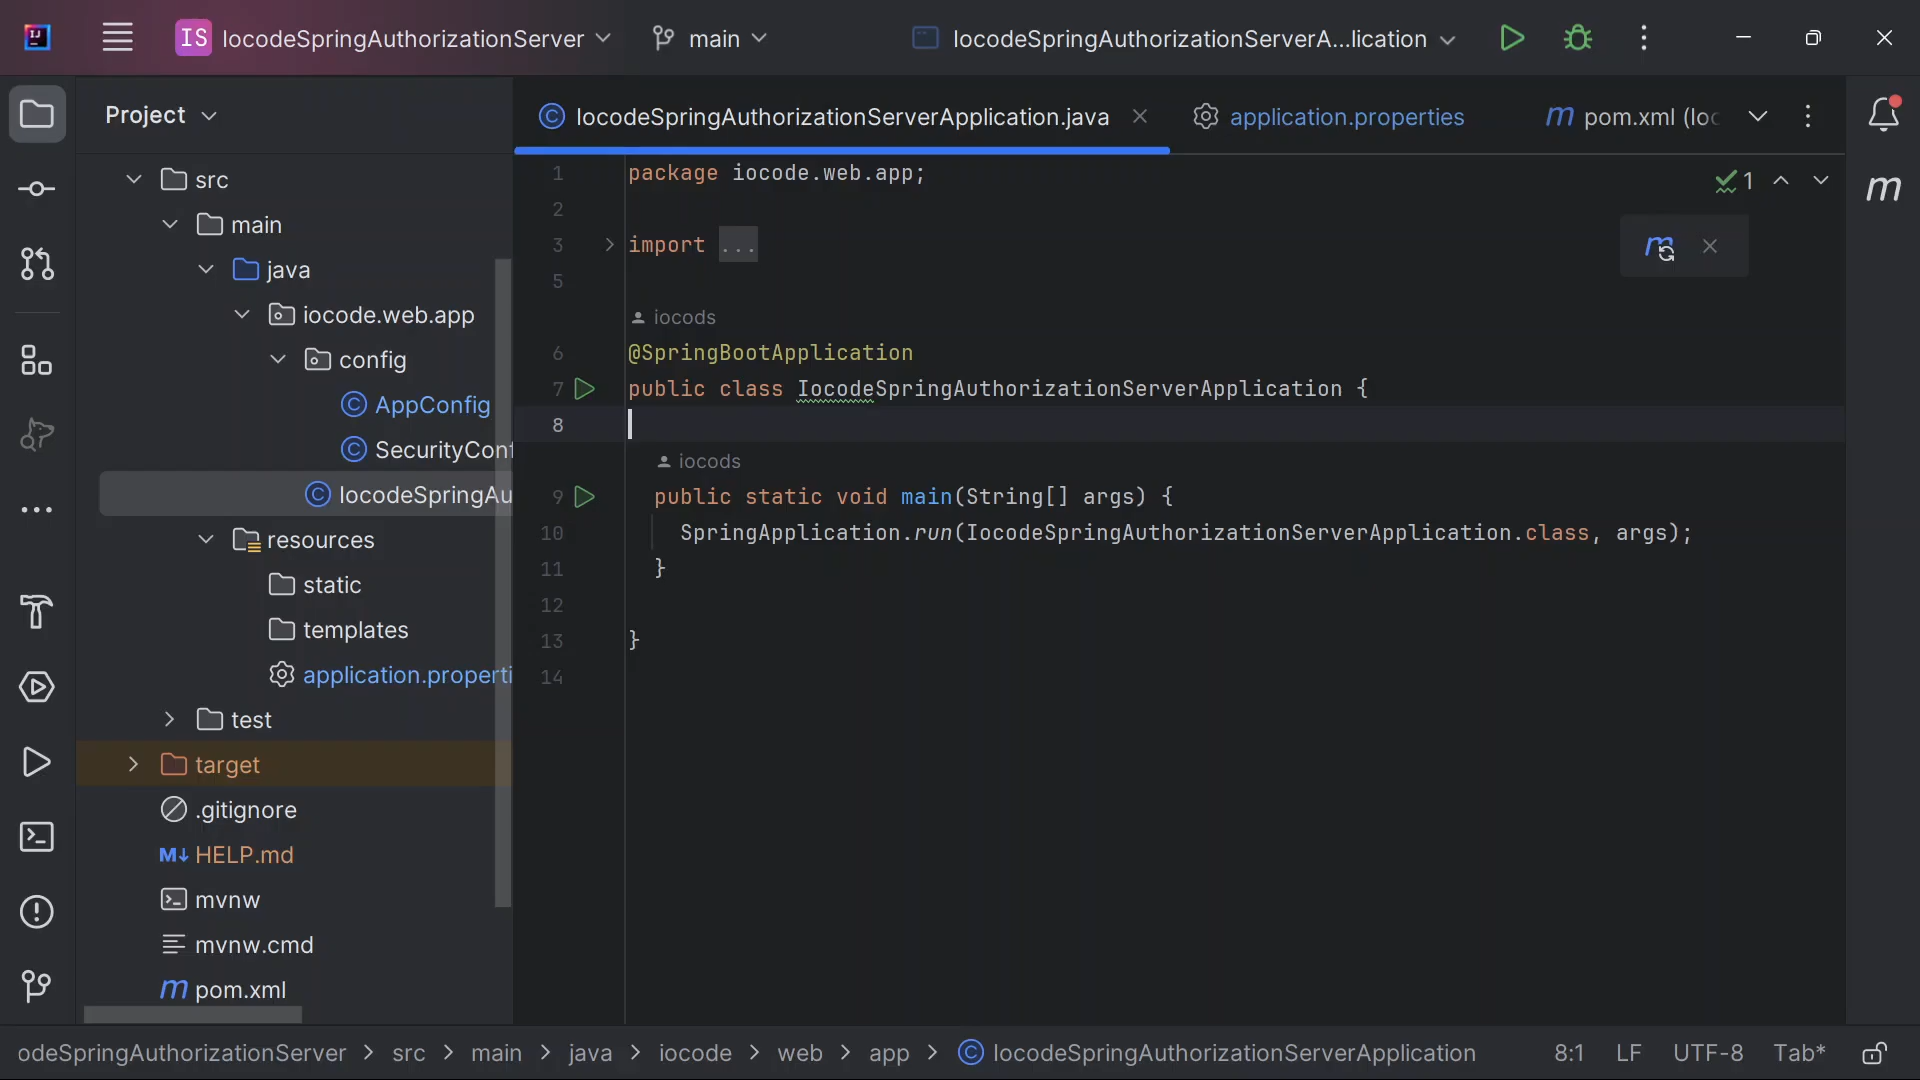 IS IocodeSpringAuthorizationServer
main
IocodeSpringAuthorizationServerA...lication
Project
IocodeSpringAuthorizationServerApplication.java
application.properties
m pom.xml (Ioc
src
main
java
iocode.web.app
config
AppConfig
SecurityConf
IocodeSpringAu
resources
static
templates
application.properti
test
target
.gitignore
M↓ HELP.md
mvnw
mvnw.cmd
m pom.xml
1 package iocode.web.app;
2
3 import ...
5
iocods
6 @SpringBootApplication
7 public class IocodeSpringAuthorizationServerApplication {
8
iocods
9 public static void main(String[] args) {
10 SpringApplication.run(IocodeSpringAuthorizationServerApplication.class, args);
11 }
12
13 }
14
1
m
m
odeSpringAuthorizationServer > src > main > java > iocode > web > app > IocodeSpringAuthorizationServerApplication
8:1 LF UTF-8 Tab*